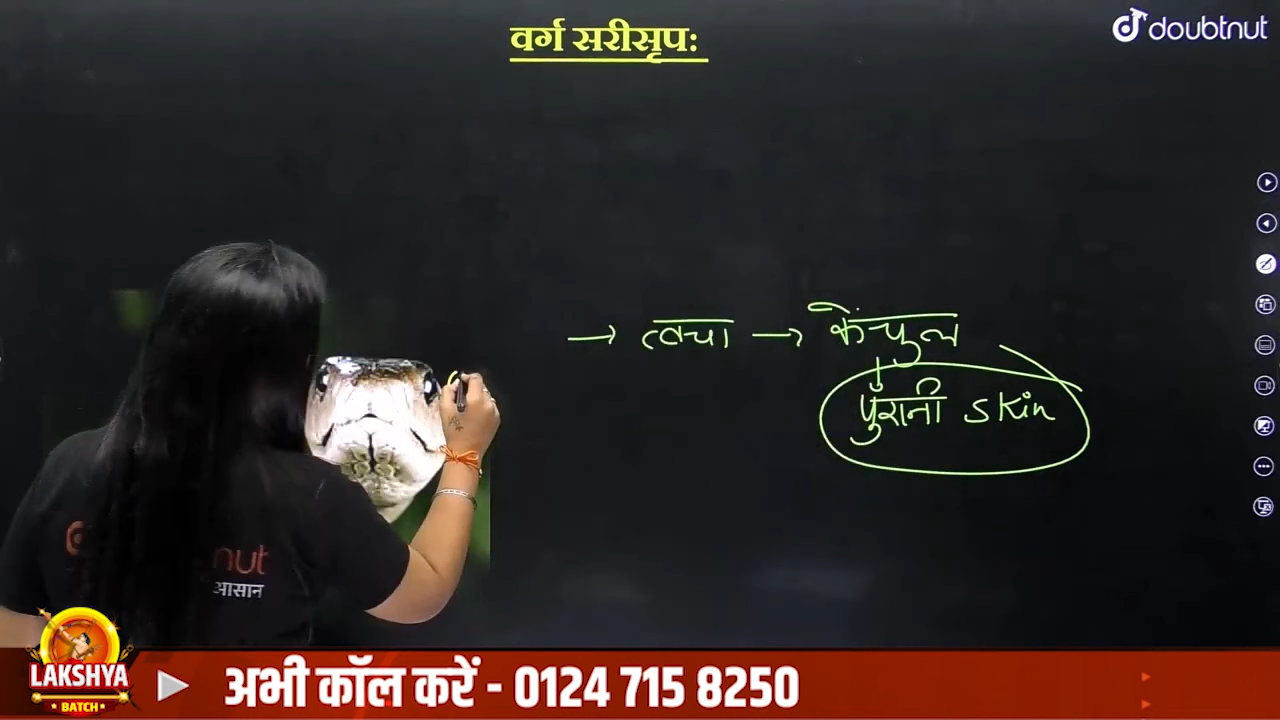 वर्ग सरीसृप:
doubtnut
→ त्वचा → केंचुल
पुरानी skin
nut
आसान
LAKSHYA
BATCH
अभी कॉल करें - 0124 715 8250